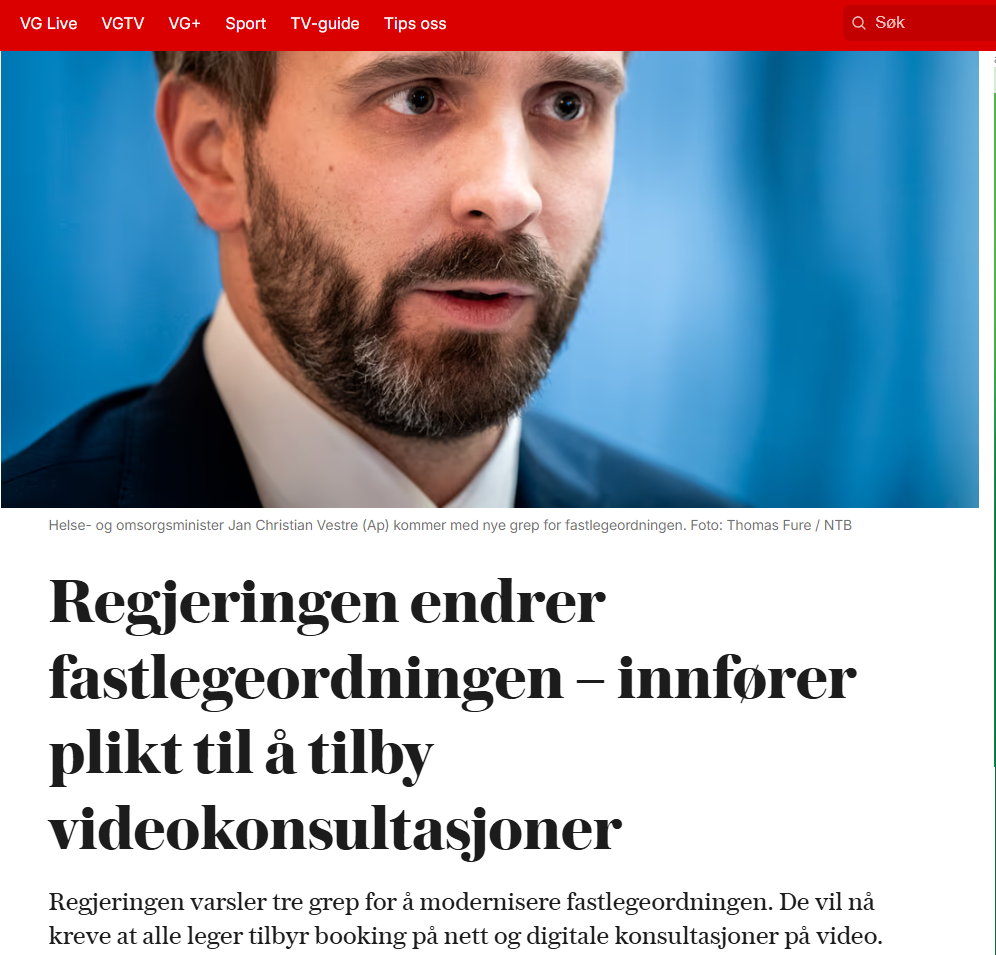 VG Live VGTV VG+ Sport TV-guide Tips oss Søk
Helse- og omsorgsminister Jan Christian Vestre (Ap) kommer med nye grep for fastlegeordningen. Foto: Thomas Fure / NTB
Regjeringen endrer
fastlegeordningen – innfører
plikt til å tilby
videokonsultasjoner
Regjeringen varsler tre grep for å modernisere fastlegeordningen. De vil nå
kreve at alle leger tilbyr booking på nett og digitale konsultasjoner på video.